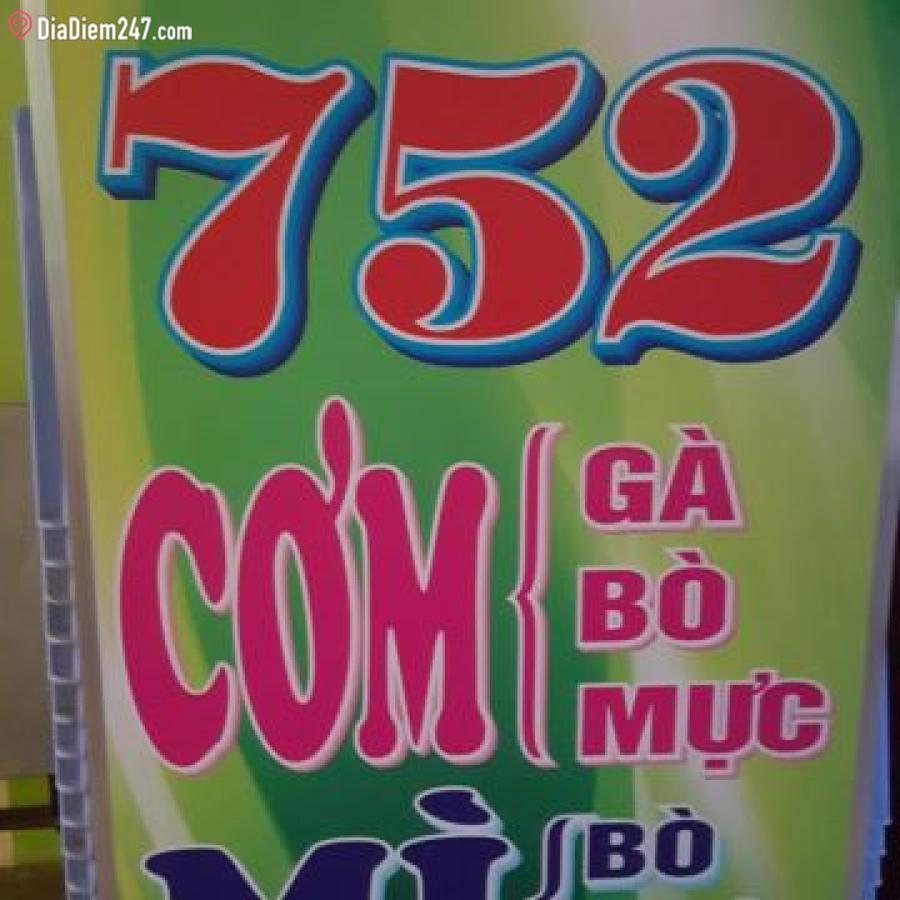 DiaDiem247.com
752
CƠM
GÀ
BÒ
MỰC
MÌ
BÒ